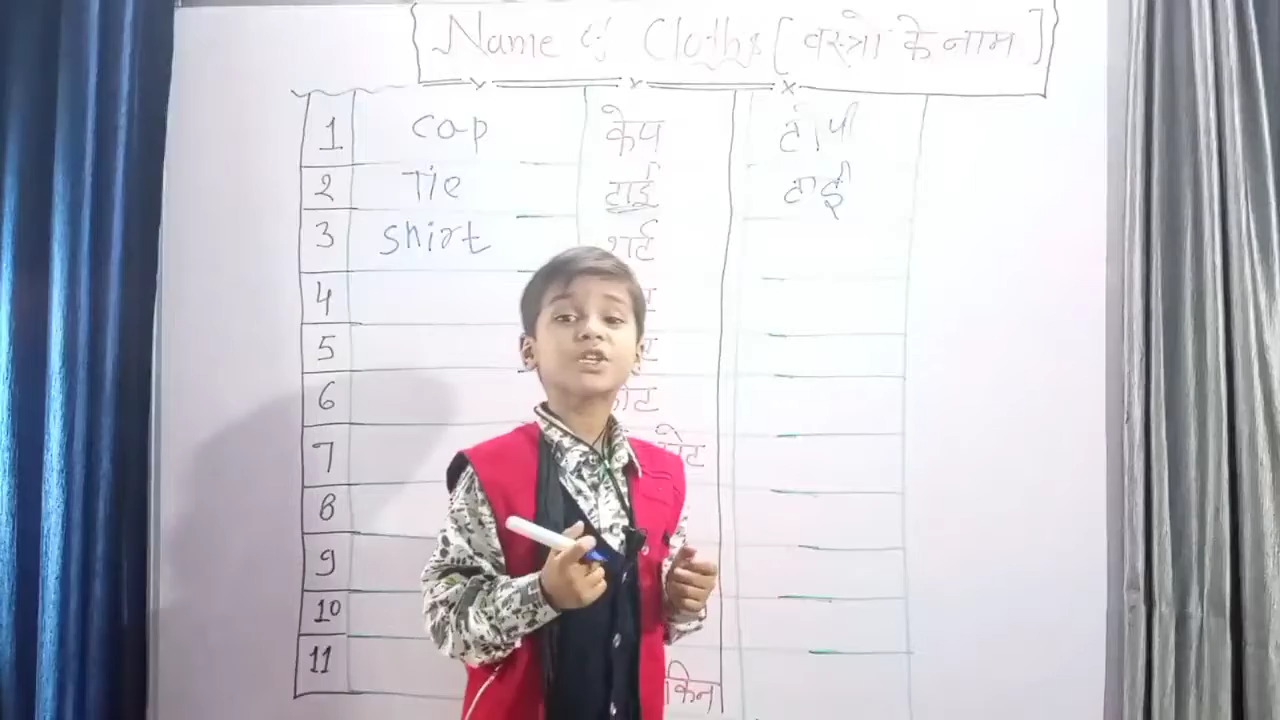 Name of Cloths [वस्त्रो के नाम]
1 cap केप टोपी
2 Tie टाई टाई
3 shirt शर्ट
4
5
6 कोट
7
8
9
10
11